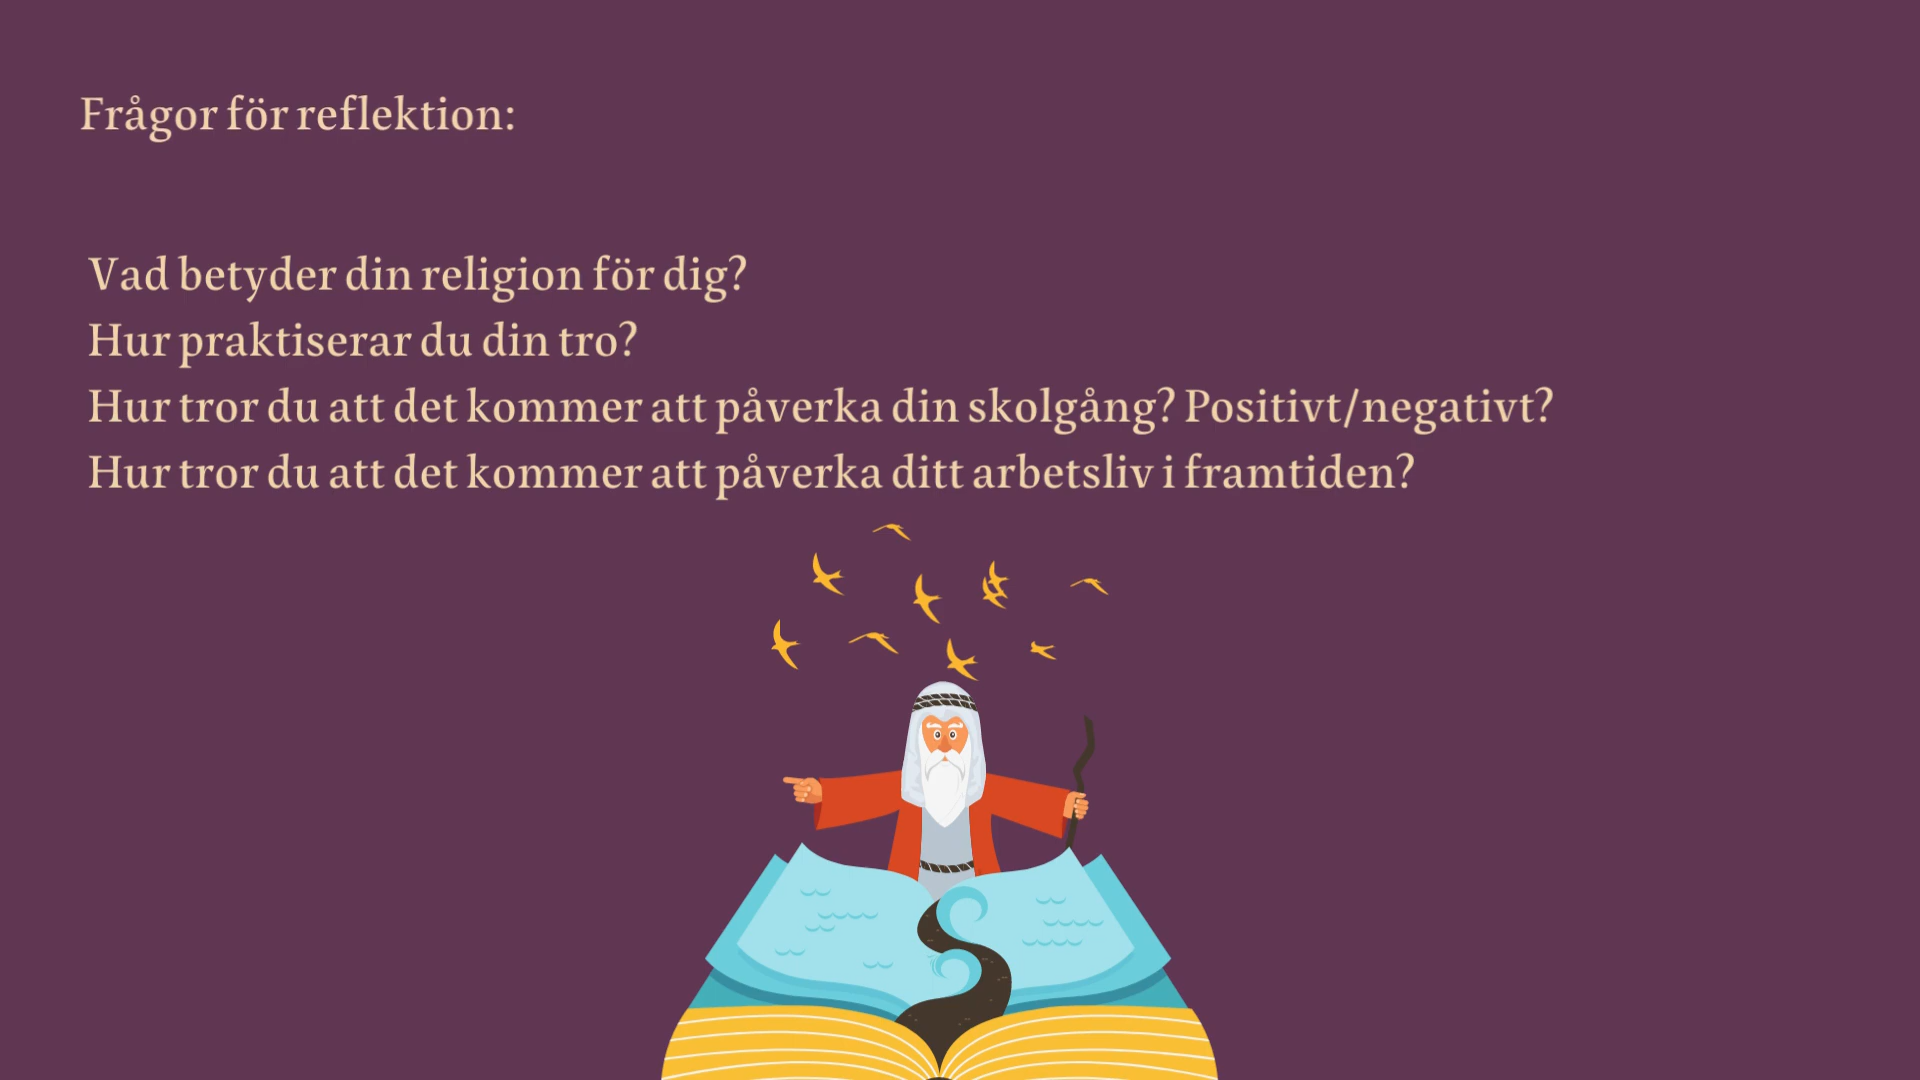 Frågor för reflektion:
Vad betyder din religion för dig?
Hur praktiserar du din tro?
Hur tror du att det kommer att påverka din skolgång? Positivt/negativt?
Hur tror du att det kommer att påverka ditt arbetsliv i framtiden?